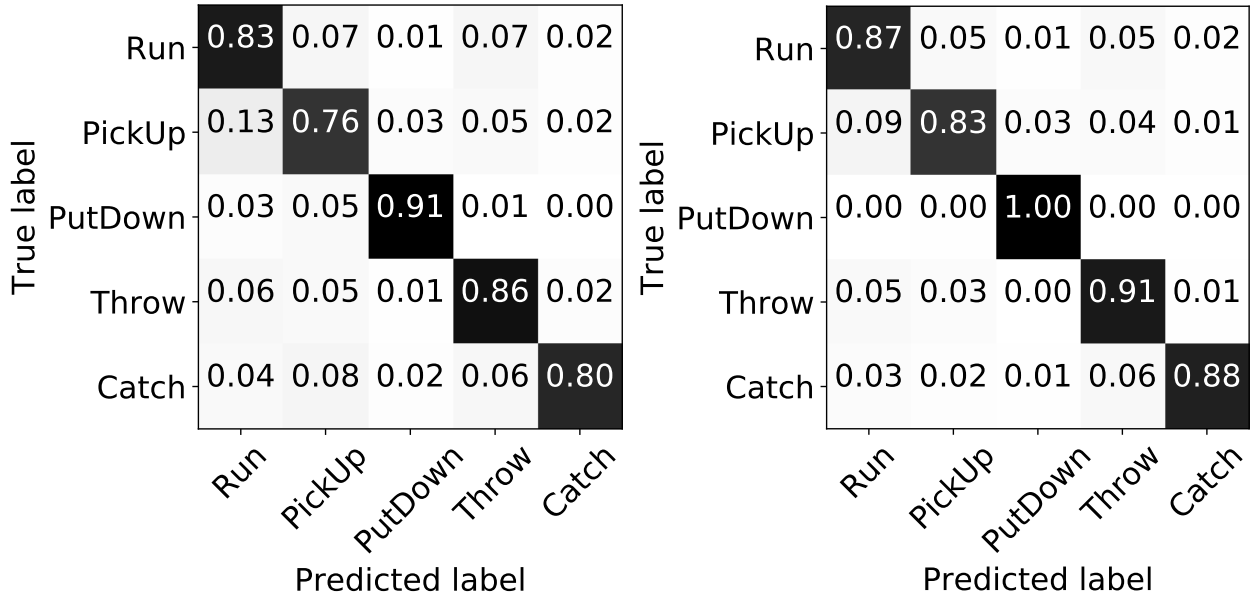 True label
Run 0.83 0.07 0.01 0.07 0.02
PickUp 0.13 0.76 0.03 0.05 0.02
PutDown 0.03 0.05 0.91 0.01 0.00
Throw 0.06 0.05 0.01 0.86 0.02
Catch 0.04 0.08 0.02 0.06 0.80
Run PickUp PutDown Throw Catch
Predicted label
True label
Run 0.87 0.05 0.01 0.05 0.02
PickUp 0.09 0.83 0.03 0.04 0.01
PutDown 0.00 0.00 1.00 0.00 0.00
Throw 0.05 0.03 0.00 0.91 0.01
Catch 0.03 0.02 0.01 0.06 0.88
Run PickUp PutDown Throw Catch
Predicted label